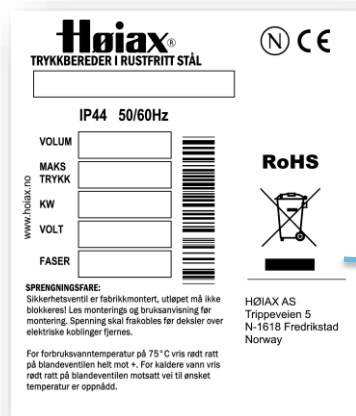 Høiax®
TRYKKBEREDER I RUSTFRITT STÅL
N CE
IP44 50/60Hz
VOLUM
MAKS
TRYKK
KW
VOLT
FASER
www.hoiax.no
RoHS
SPRENGNINGSFARE:
Sikkerhetsventil er fabrikkmontert, utløpet må ikke
blokkeres! Les monterings og bruksanvisning før
montering. Spenning skal frakobles før deksler over
elektriske koblinger fjernes.
For forbruksvanntemperatur på 75°C vris rødt ratt
på blandeventilen helt mot +. For kaldere vann vris
rødt ratt på blandeventilen motsatt vei til ønsket
temperatur er oppnådd.
HØIAX AS
Trippeveien 5
N-1618 Fredrikstad
Norway